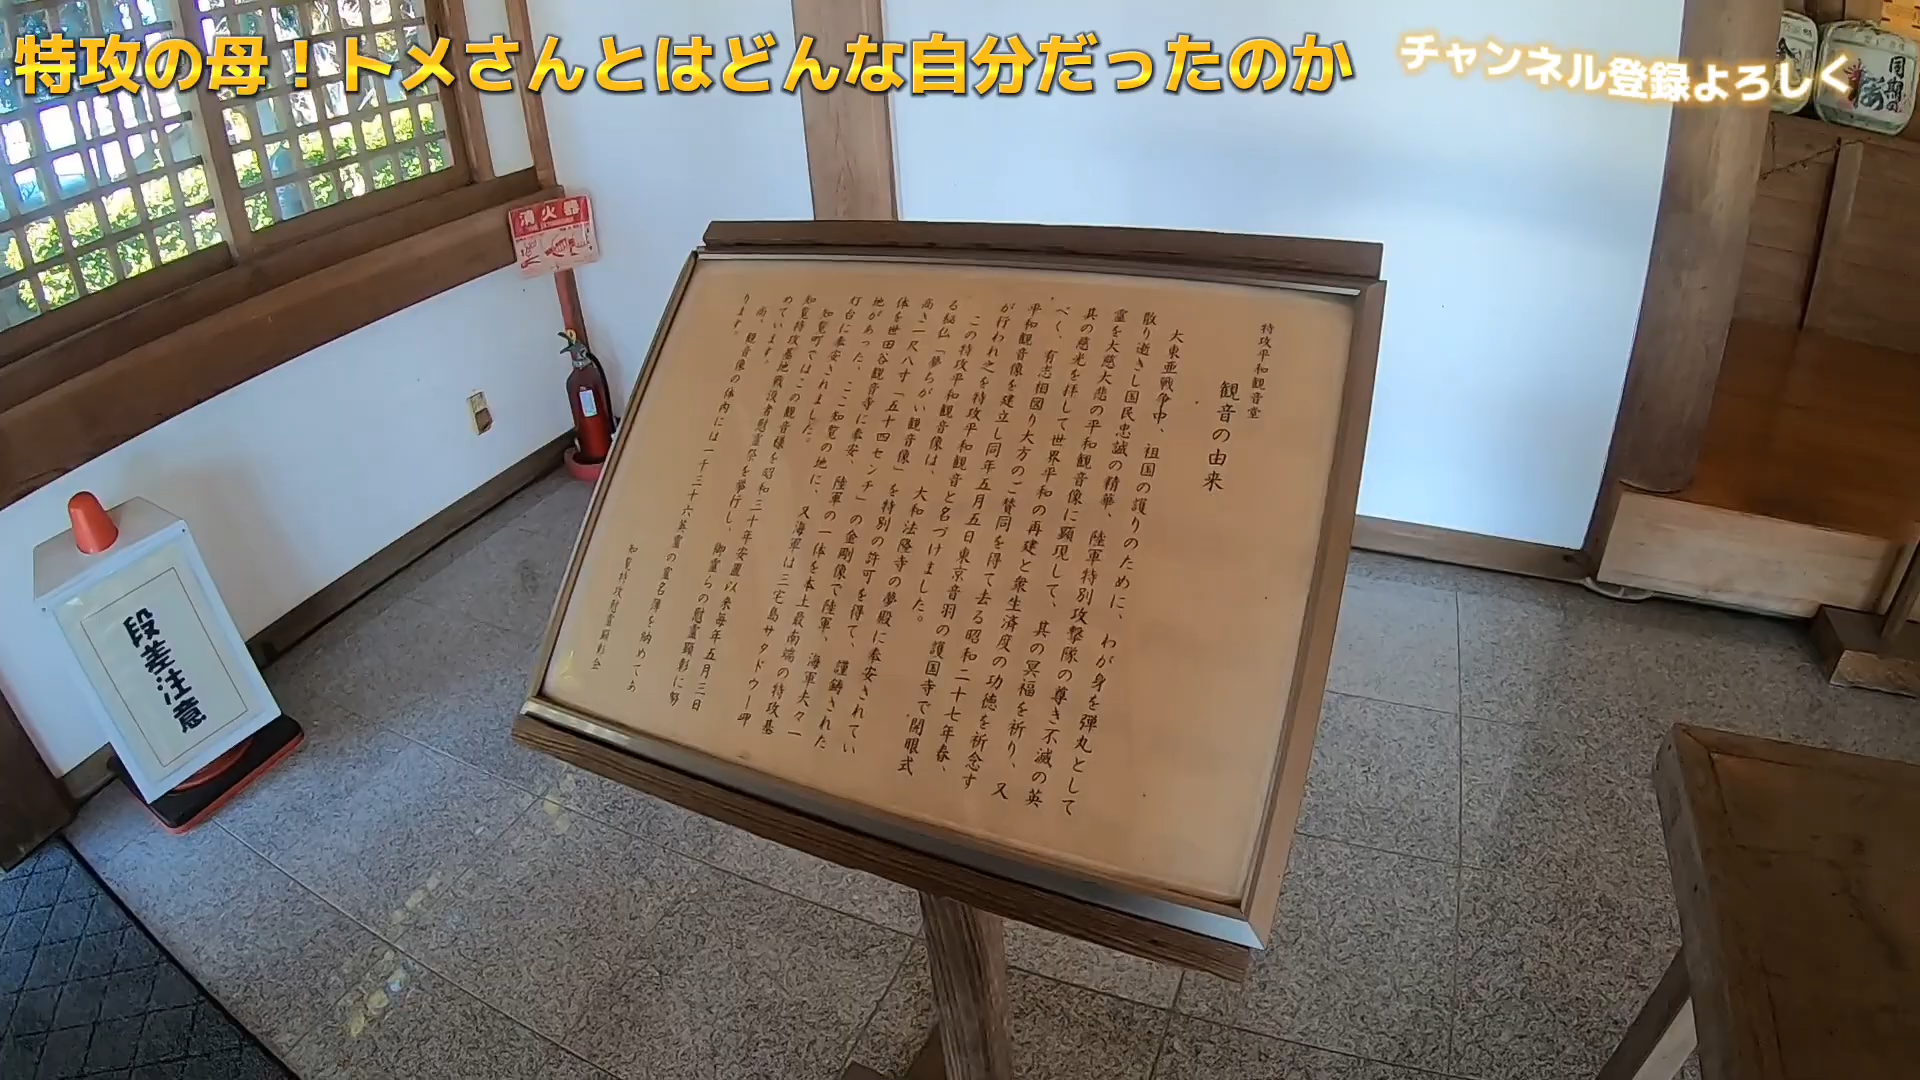 特攻の母！トメさんとはどんな自分だったのか
チャンネル登録よろしく
同期の桜
消火器
特攻平和観音堂
観音の由来
大東亜戦争中、祖国の護りのために、わが身を弾丸として
散り逝きし国民忠誠の精華、陸軍特別攻撃隊の尊き不滅の英
霊を大慈大悲の平和観音像に顕現して、其の冥福を祈り、又
其の慈光を拝して世界平和の再建と衆生済度の功徳を祈念す
べく、有志相図り大方のご賛同を得て去る昭和二十七年春、
平和観音像を建立し同年五月五日東京音羽の護国寺で開眼式
が行われ之を特攻平和観音と名づけました。
この特攻平和観音像は、大和法隆寺の夢殿に奉安されてい
る秘仏「夢ちがい観音像」を特別の許可を得て、謹鋳された
高さ一尺八寸「五十四センチ」の金剛像で陸軍、海軍夫々一
体を世田谷観音寺に奉安、陸軍の一体を本土最南端の特攻基
地があった、ここ知覧の地に、又海軍は三宅島サタドウー岬
灯台に奉安されました。
知覧町ではこの観音様を昭和三十年安置以来毎年五月三日
知覧特攻基地戦没者慰霊祭を挙行し、御霊らの慰霊顕彰に努
めています。
尚、観音像の体内には一千三十六英霊の霊名簿を納めてあ
ります。
知覧特攻慰霊顕彰会
段差注意